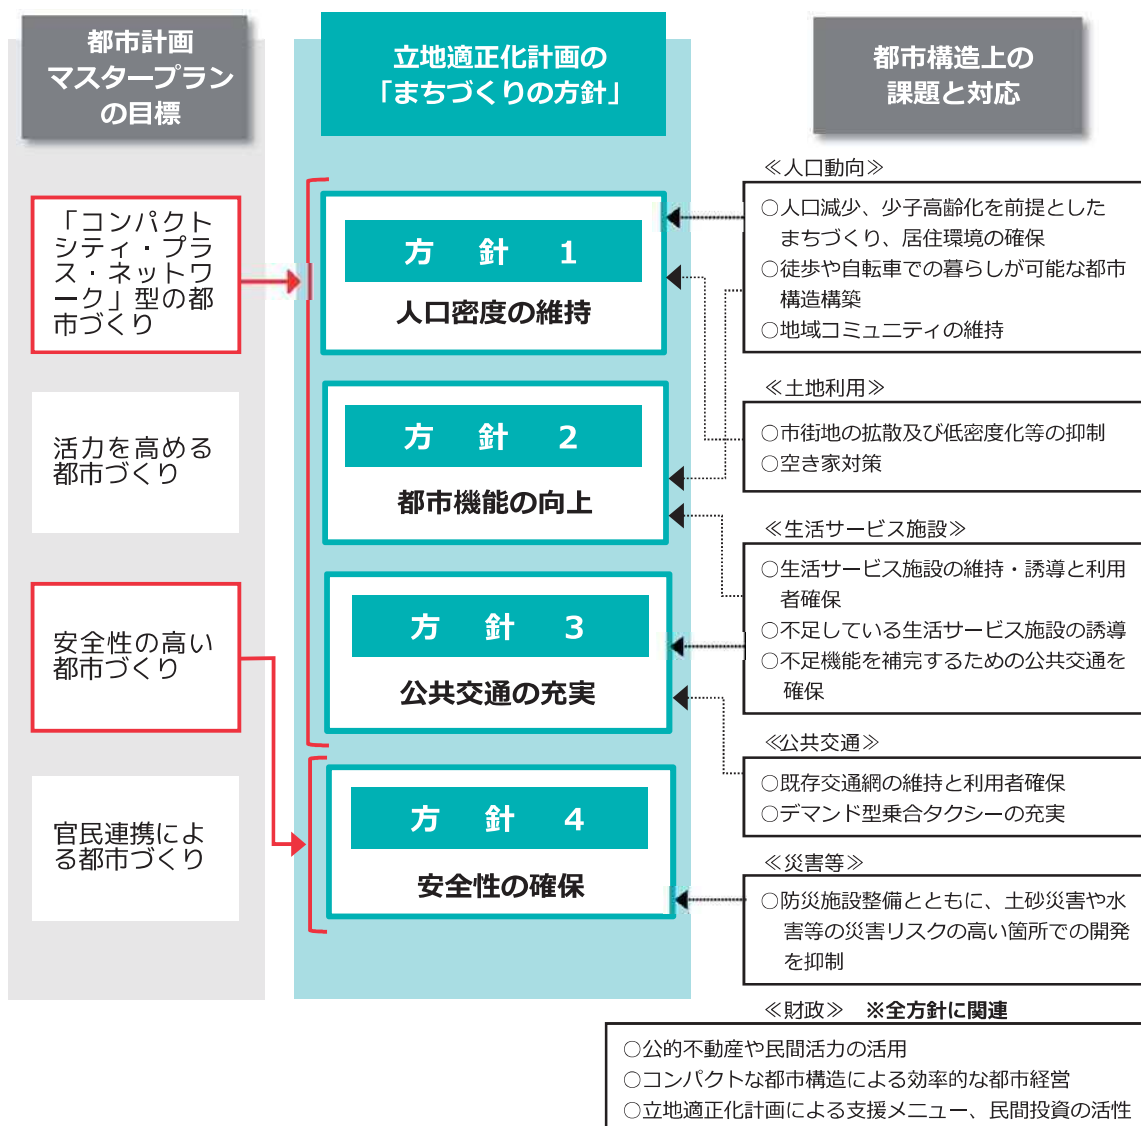 都市計画
マスタープラン
の目標
「コンパクト
シティ・プラ
ス・ネットワ
ーク」型の都
市づくり
活力を高める
都市づくり
安全性の高い
都市づくり
官民連携によ
る都市づくり
立地適正化計画の
「まちづくりの方針」
方 針 1
人口密度の維持
方 針 2
都市機能の向上
方 針 3
公共交通の充実
方 針 4
安全性の確保
都市構造上の
課題と対応
≪人口動向≫
○人口減少、少子高齢化を前提とした
まちづくり、居住環境の確保
○徒歩や自転車での暮らしが可能な都市
構造構築
○地域コミュニティの維持
≪土地利用≫
○市街地の拡散及び低密度化等の抑制
○空き家対策
≪生活サービス施設≫
○生活サービス施設の維持・誘導と利用
者確保
○不足している生活サービス施設の誘導
○不足機能を補完するための公共交通を
確保
≪公共交通≫
○既存交通網の維持と利用者確保
○デマンド型乗合タクシーの充実
≪災害等≫
○防災施設整備とともに、土砂災害や水
害等の災害リスクの高い箇所での開発
を抑制
≪財政≫ ※全方針に関連
○公的不動産や民間活力の活用
○コンパクトな都市構造による効率的な都市経営
○立地適正化計画による支援メニュー、民間投資の活性